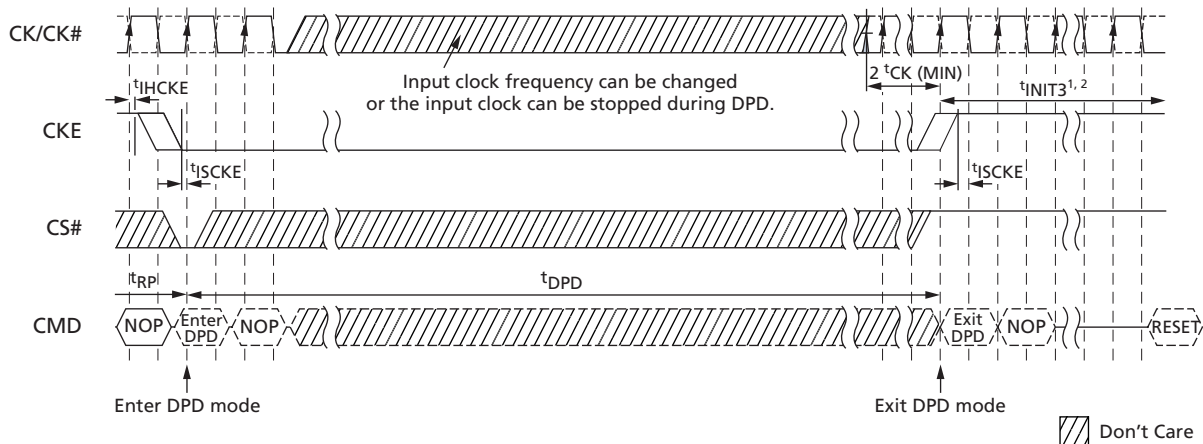 CK/CK#
Input clock frequency can be changed
or the input clock can be stopped during DPD.
2 tCK (MIN)
tIHCKE
tINIT31, 2
CKE
tISCKE
tISCKE
CS#
tRP
tDPD
CMD
NOP
Enter
DPD
NOP
Exit
DPD
NOP
RESET
Enter DPD mode
Exit DPD mode
Don't Care